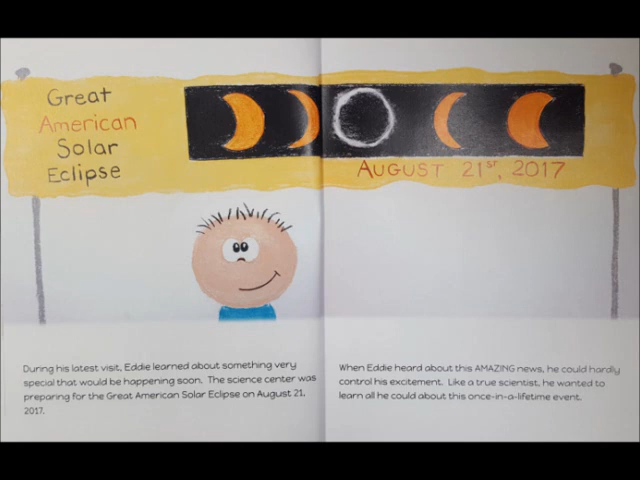 Great
American
Solar
Eclipse
AUGUST 21st, 2017
During his latest visit, Eddie learned about something very
special that would be happening soon. The science center was
preparing for the Great American Solar Eclipse on August 21,
2017.
When Eddie heard about this AMAZING news, he could hardly
control his excitement. Like a true scientist, he wanted to
learn all he could about this once-in-a-lifetime event.